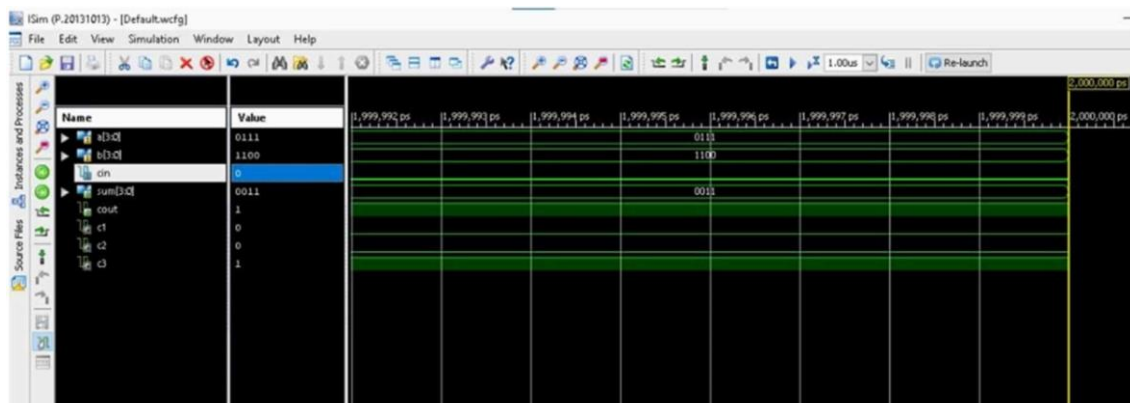 ISim (P.20131013) - [Default.wcfg]
File Edit View Simulation Window Layout Help
1.00us Re-launch
2,000,000 ps
Name Value 1,999,992 ps 1,999,993 ps 1,999,994 ps 1,999,995 ps 1,999,996 ps 1,999,997 ps 1,999,998 ps 1,999,999 ps 2,000,000 ps
a[3:0] 0111 0111
b[3:0] 1100 1100
cin 0
sum[3:0] 0011 0011
cout 1
c1 0
c2 0
c3 1
Instances and Processes
Source Files